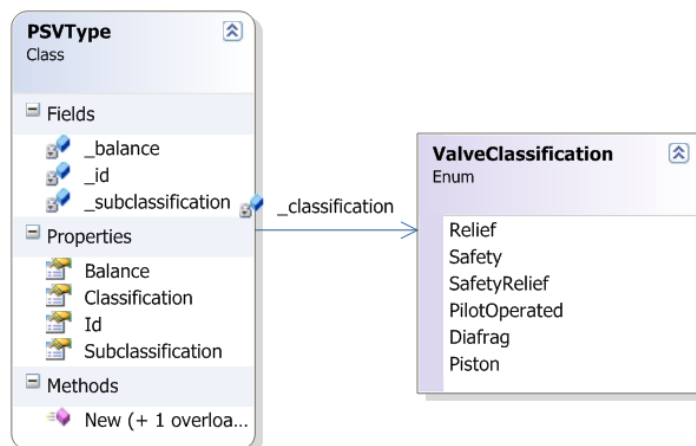 PSVType
Class
Fields
_balance
_id
_subclassification
_classification
Properties
Balance
Classification
Id
Subclassification
Methods
New (+ 1 overloa...
ValveClassification
Enum
Relief
Safety
SafetyRelief
PilotOperated
Diafrag
Piston